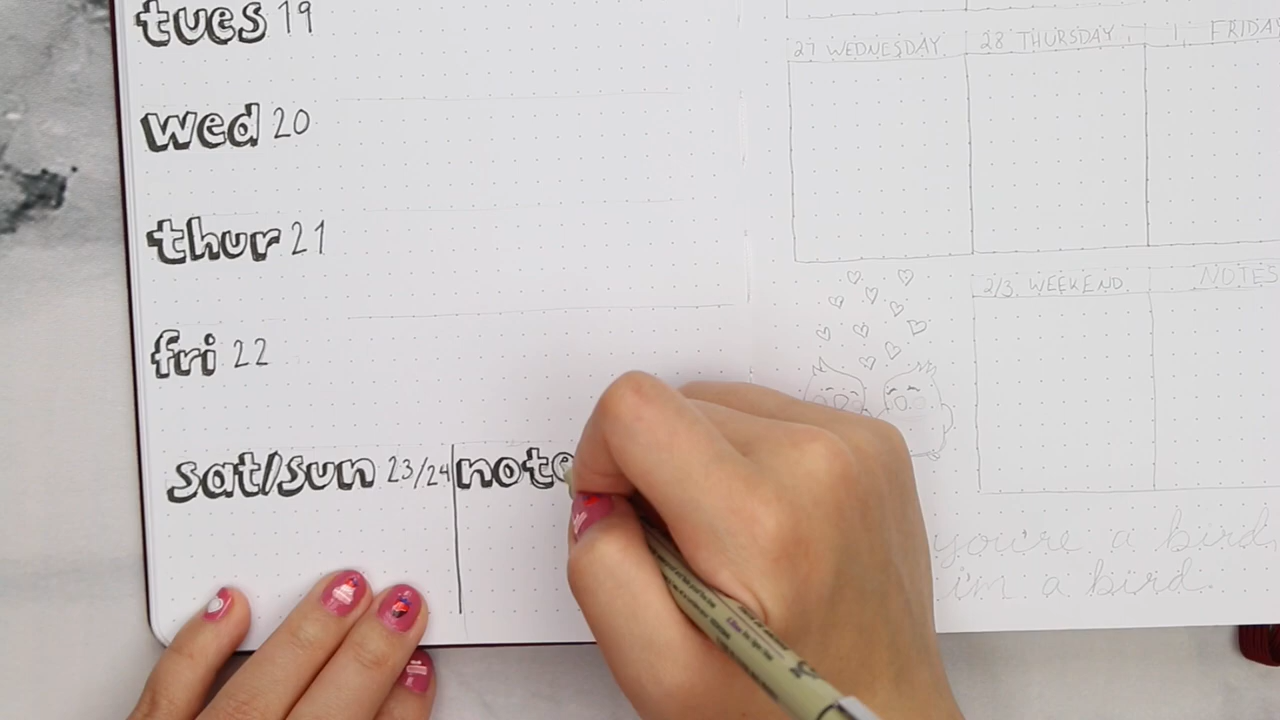 tues 19
wed 20
thur 21
fri 22
sat/sun 23/24 note
27 WEDNESDAY 28 THURSDAY 1, FRIDAY
2/3. WEEKEND NOTES
you're a bird,
i'm a bird.